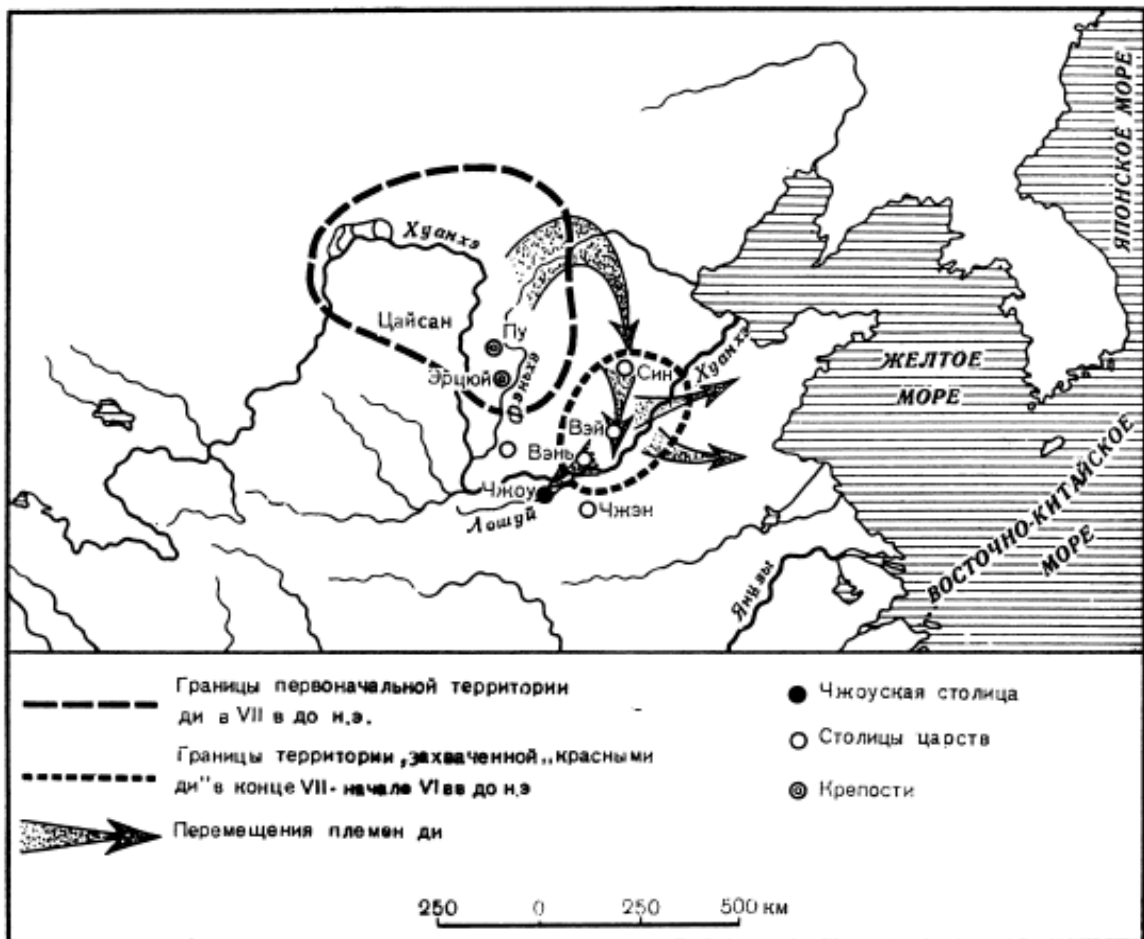 ЯПОНСКОЕ МОРЕ
Хуанхэ
Цайсан
Пу
Эрцюй
Фэньхэ
Син
Хуанхэ
ЖЕЛТОЕ
МОРЕ
Вэй
Вэнь
Чжоу
Лошуй
Чжэн
Янцзы
ВОСТОЧНО-КИТАЙСКОЕ
МОРЕ
Границы первоначальной территории
ди в VII в до н.э.
Границы территории, захваченной „красными
ди" в конце VII- начале VI вв до н.э
Перемещения племен ди
Чжоуская столица
Столицы царств
Крепости
250 0 250 500 км